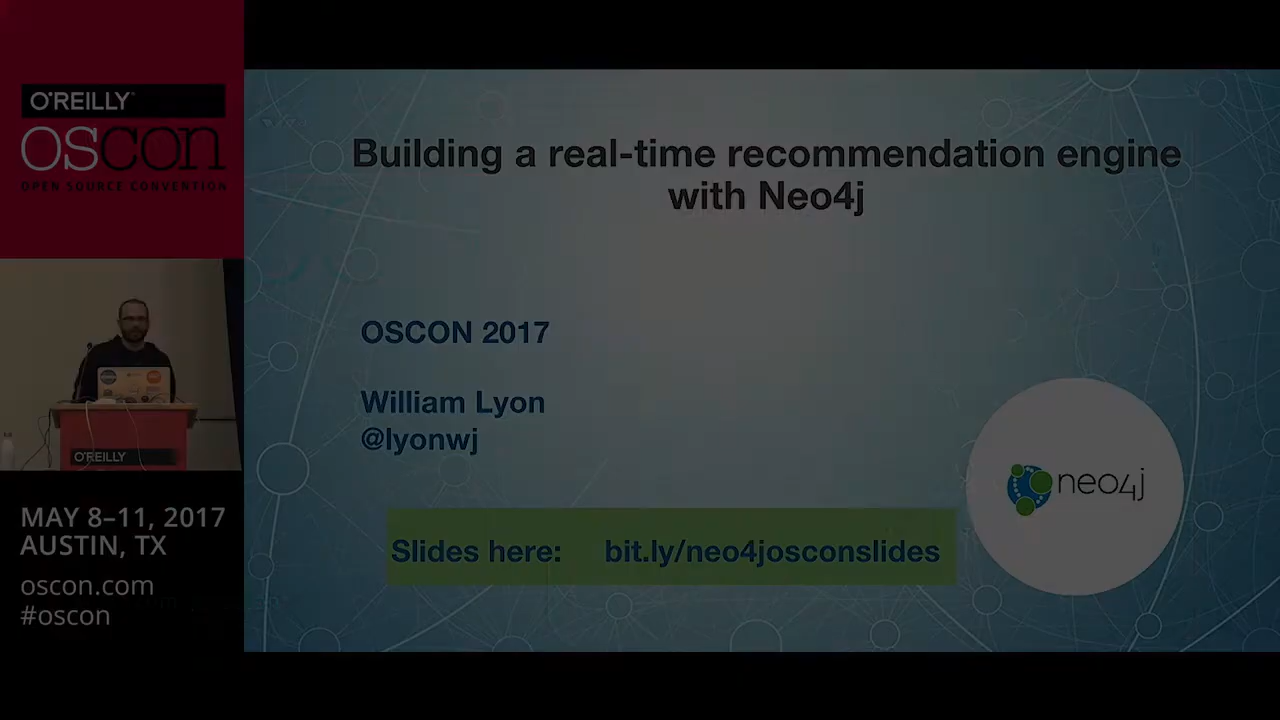 O'REILLY
OSCON
OPEN SOURCE CONVENTION
Building a real-time recommendation engine
with Neo4j
OSCON 2017
William Lyon
@lyonwj
neo4j
Slides here: bit.ly/neo4josconslides
O'REILLY
MAY 8–11, 2017
AUSTIN, TX
oscon.com
#oscon